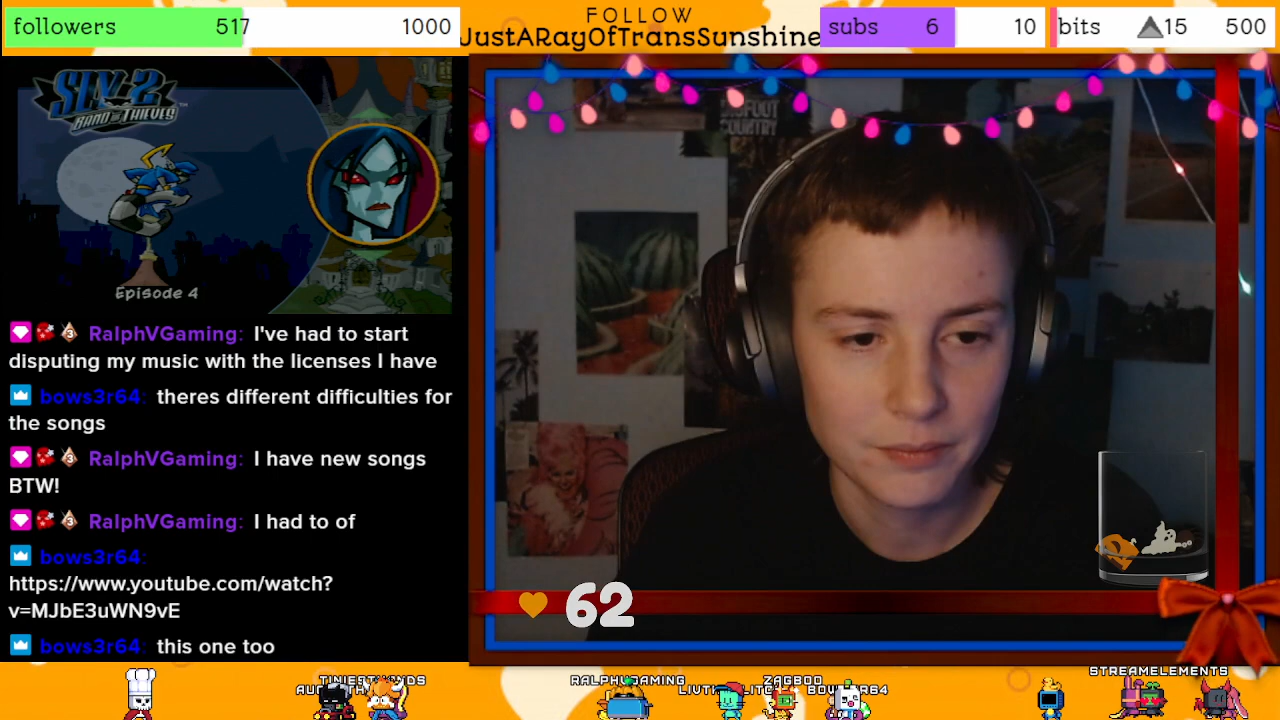 followers 517 1000
FOLLOW
JustARayOfTransSunshine
subs 6 10
bits 15 500
SLY 2
BAND OF THIEVES
Episode 4
BIGFOOT
COUNTRY
RalphVGaming: I've had to start
disputing my music with the licenses I have
bows3r64: theres different difficulties for
the songs
RalphVGaming: I have new songs
BTW!
RalphVGaming: I had to of
bows3r64:
https://www.youtube.com/watch?
v=MJbE3uWN9vE
bows3r64: this one too
62
RALPHVGAMING
ZAGBOO
STREAMELEMENTS